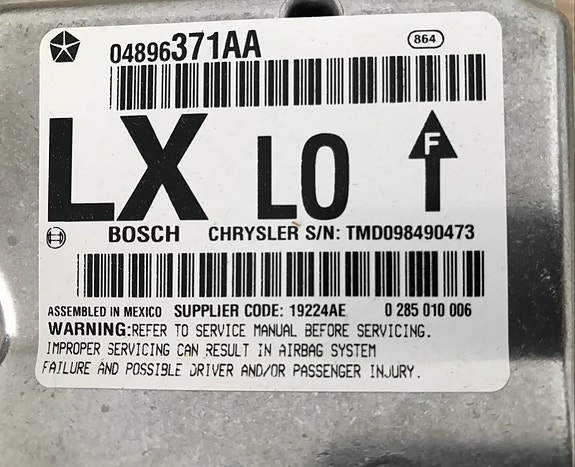 04896371AA
864
LX LO F
BOSCH CHRYSLER S/N: TMD098490473
ASSEMBLED IN MEXICO SUPPLIER CODE: 19224AE 0 285 010 006
WARNING:REFER TO SERVICE MANUAL BEFORE SERVICING.
IMPROPER SERVICING CAN RESULT IN AIRBAG SYSTEM
FAILURE AND POSSIBLE DRIVER AND/OR PASSENGER INJURY.